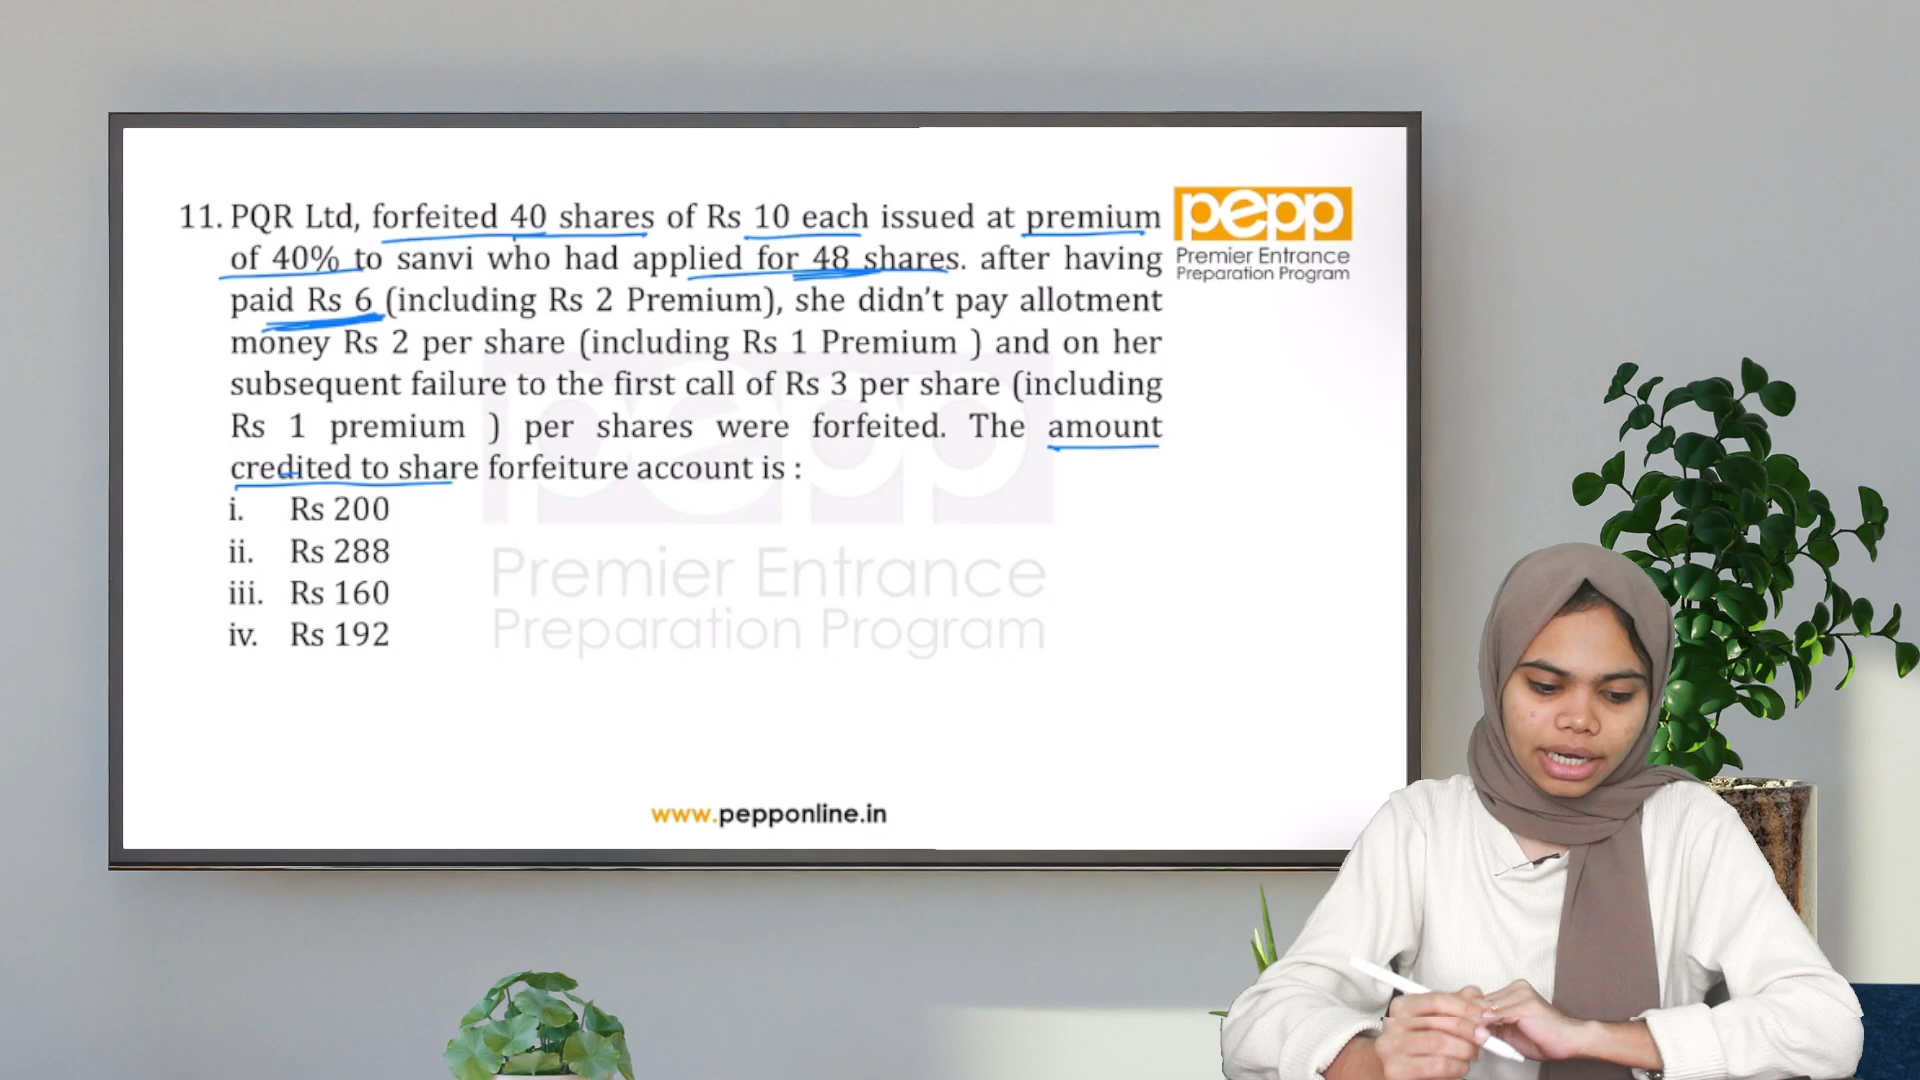 11. PQR Ltd, forfeited 40 shares of Rs 10 each issued at premium
of 40% to sanvi who had applied for 48 shares. after having
paid Rs 6 (including Rs 2 Premium), she didn’t pay allotment
money Rs 2 per share (including Rs 1 Premium ) and on her
subsequent failure to the first call of Rs 3 per share (including
Rs 1 premium ) per shares were forfeited. The amount
credited to share forfeiture account is :
i. Rs 200
ii. Rs 288
iii. Rs 160
iv. Rs 192
pepp
Premier Entrance
Preparation Program
pepp
Premier Entrance
Preparation Program
www.pepponline.in